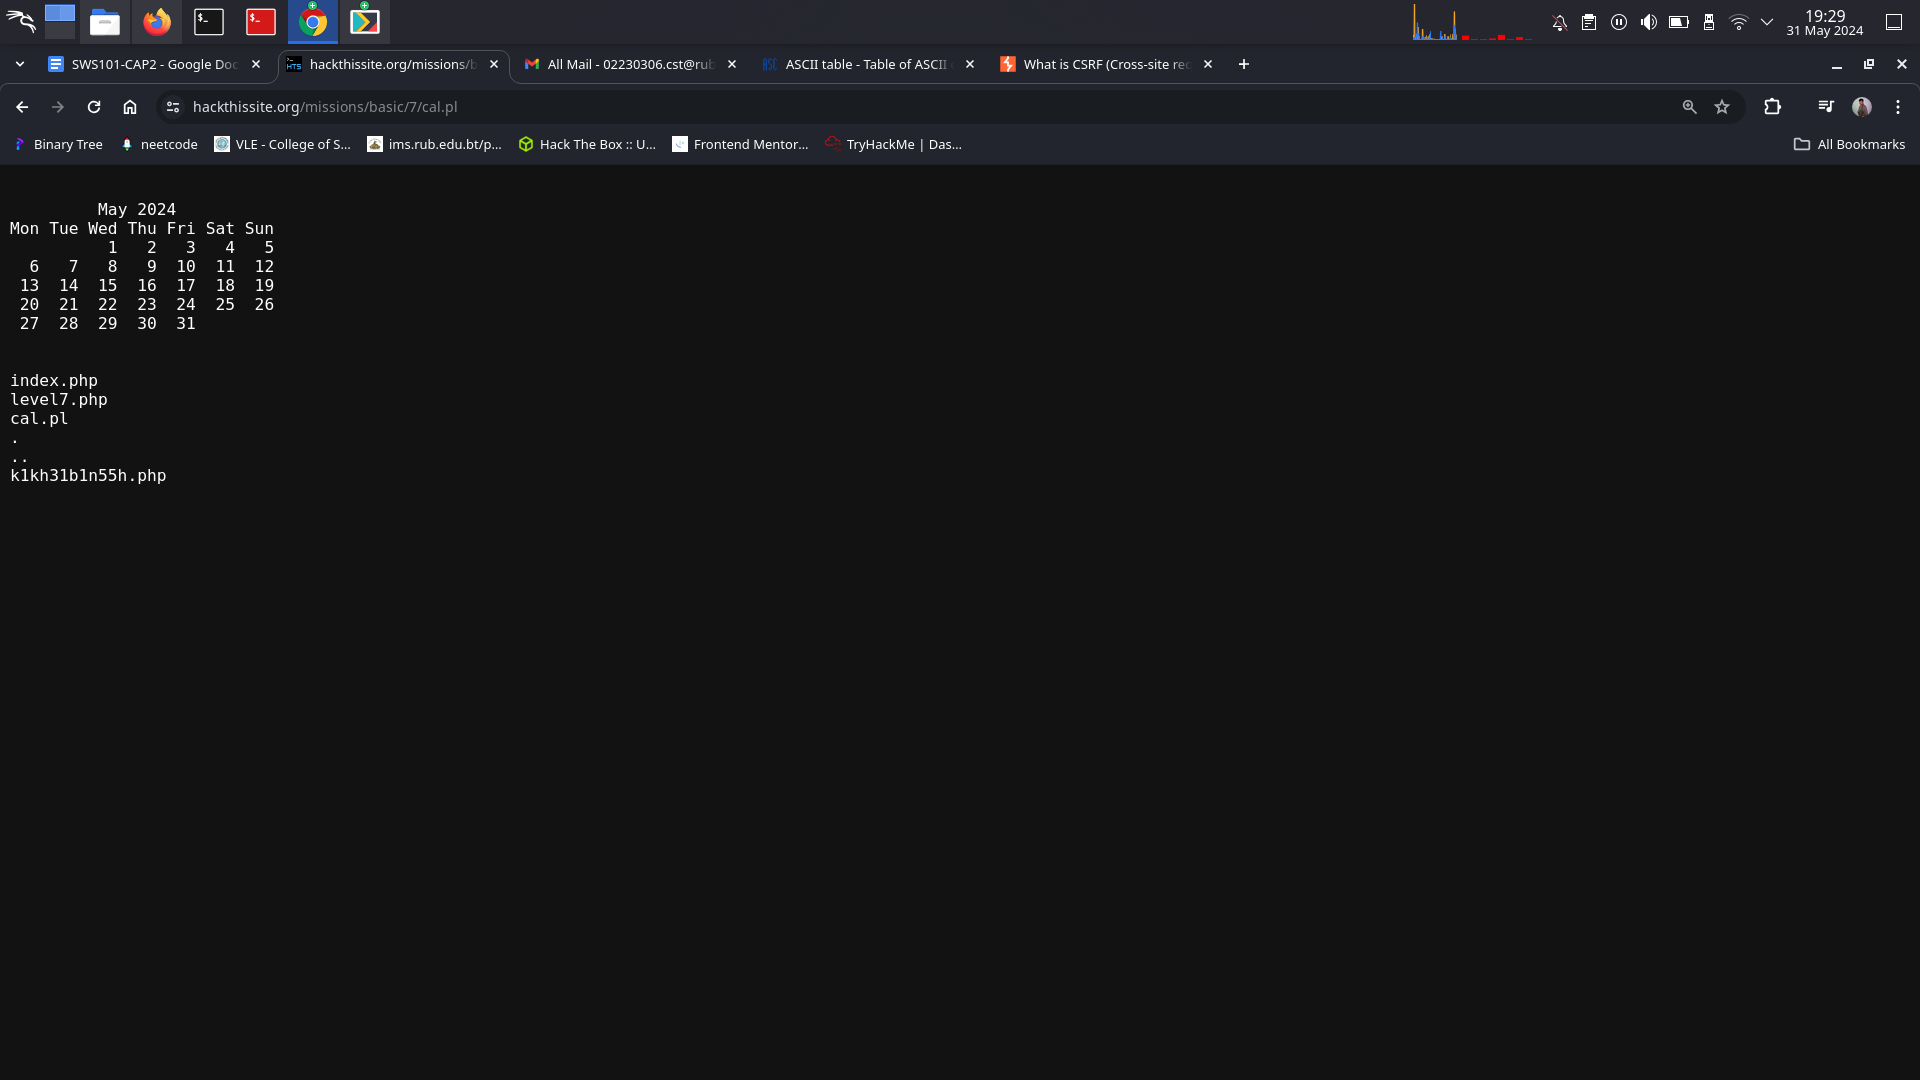 19:29
31 May 2024
SWS101-CAP2 - Google Doc
hackthissite.org/missions/b
All Mail - 02230306.cst@rub
ASCII table - Table of ASCII
What is CSRF (Cross-site re
hackthissite.org/missions/basic/7/cal.pl
Binary Tree
neetcode
VLE - College of S...
ims.rub.edu.bt/p...
Hack The Box :: U...
Frontend Mentor...
TryHackMe | Das...
All Bookmarks
May 2024
Mon Tue Wed Thu Fri Sat Sun
1 2 3 4 5
6 7 8 9 10 11 12
13 14 15 16 17 18 19
20 21 22 23 24 25 26
27 28 29 30 31
index.php
level7.php
cal.pl
.
..
k1kh31b1n55h.php